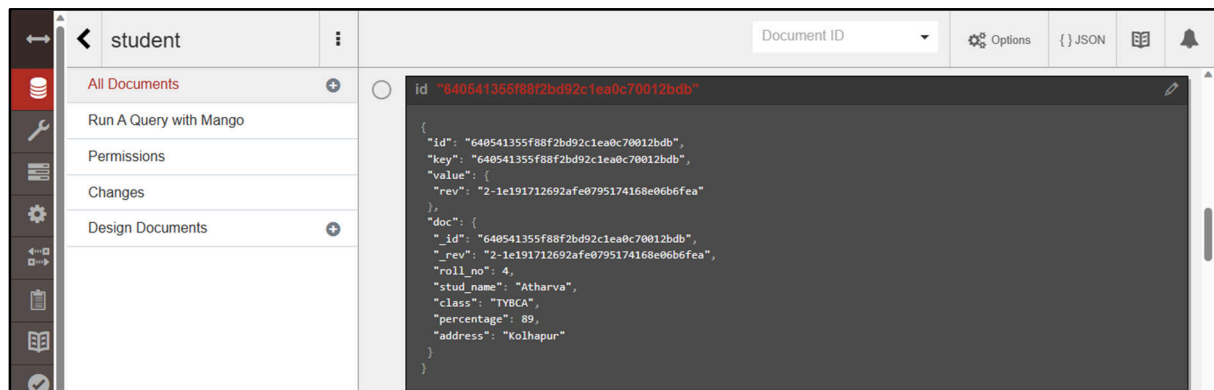 student
Document ID
Options
{ } JSON
All Documents
Run A Query with Mango
Permissions
Changes
Design Documents
id "640541355f88f2bd92c1ea0c70012bdb"
{
"id": "640541355f88f2bd92c1ea0c70012bdb",
"key": "640541355f88f2bd92c1ea0c70012bdb",
"value": {
"rev": "2-1e191712692afe0795174168e06b6fea"
},
"doc": {
"_id": "640541355f88f2bd92c1ea0c70012bdb",
"_rev": "2-1e191712692afe0795174168e06b6fea",
"roll_no": 4,
"stud_name": "Atharva",
"class": "TYBCA",
"percentage": 89,
"address": "Kolhapur"
}
}